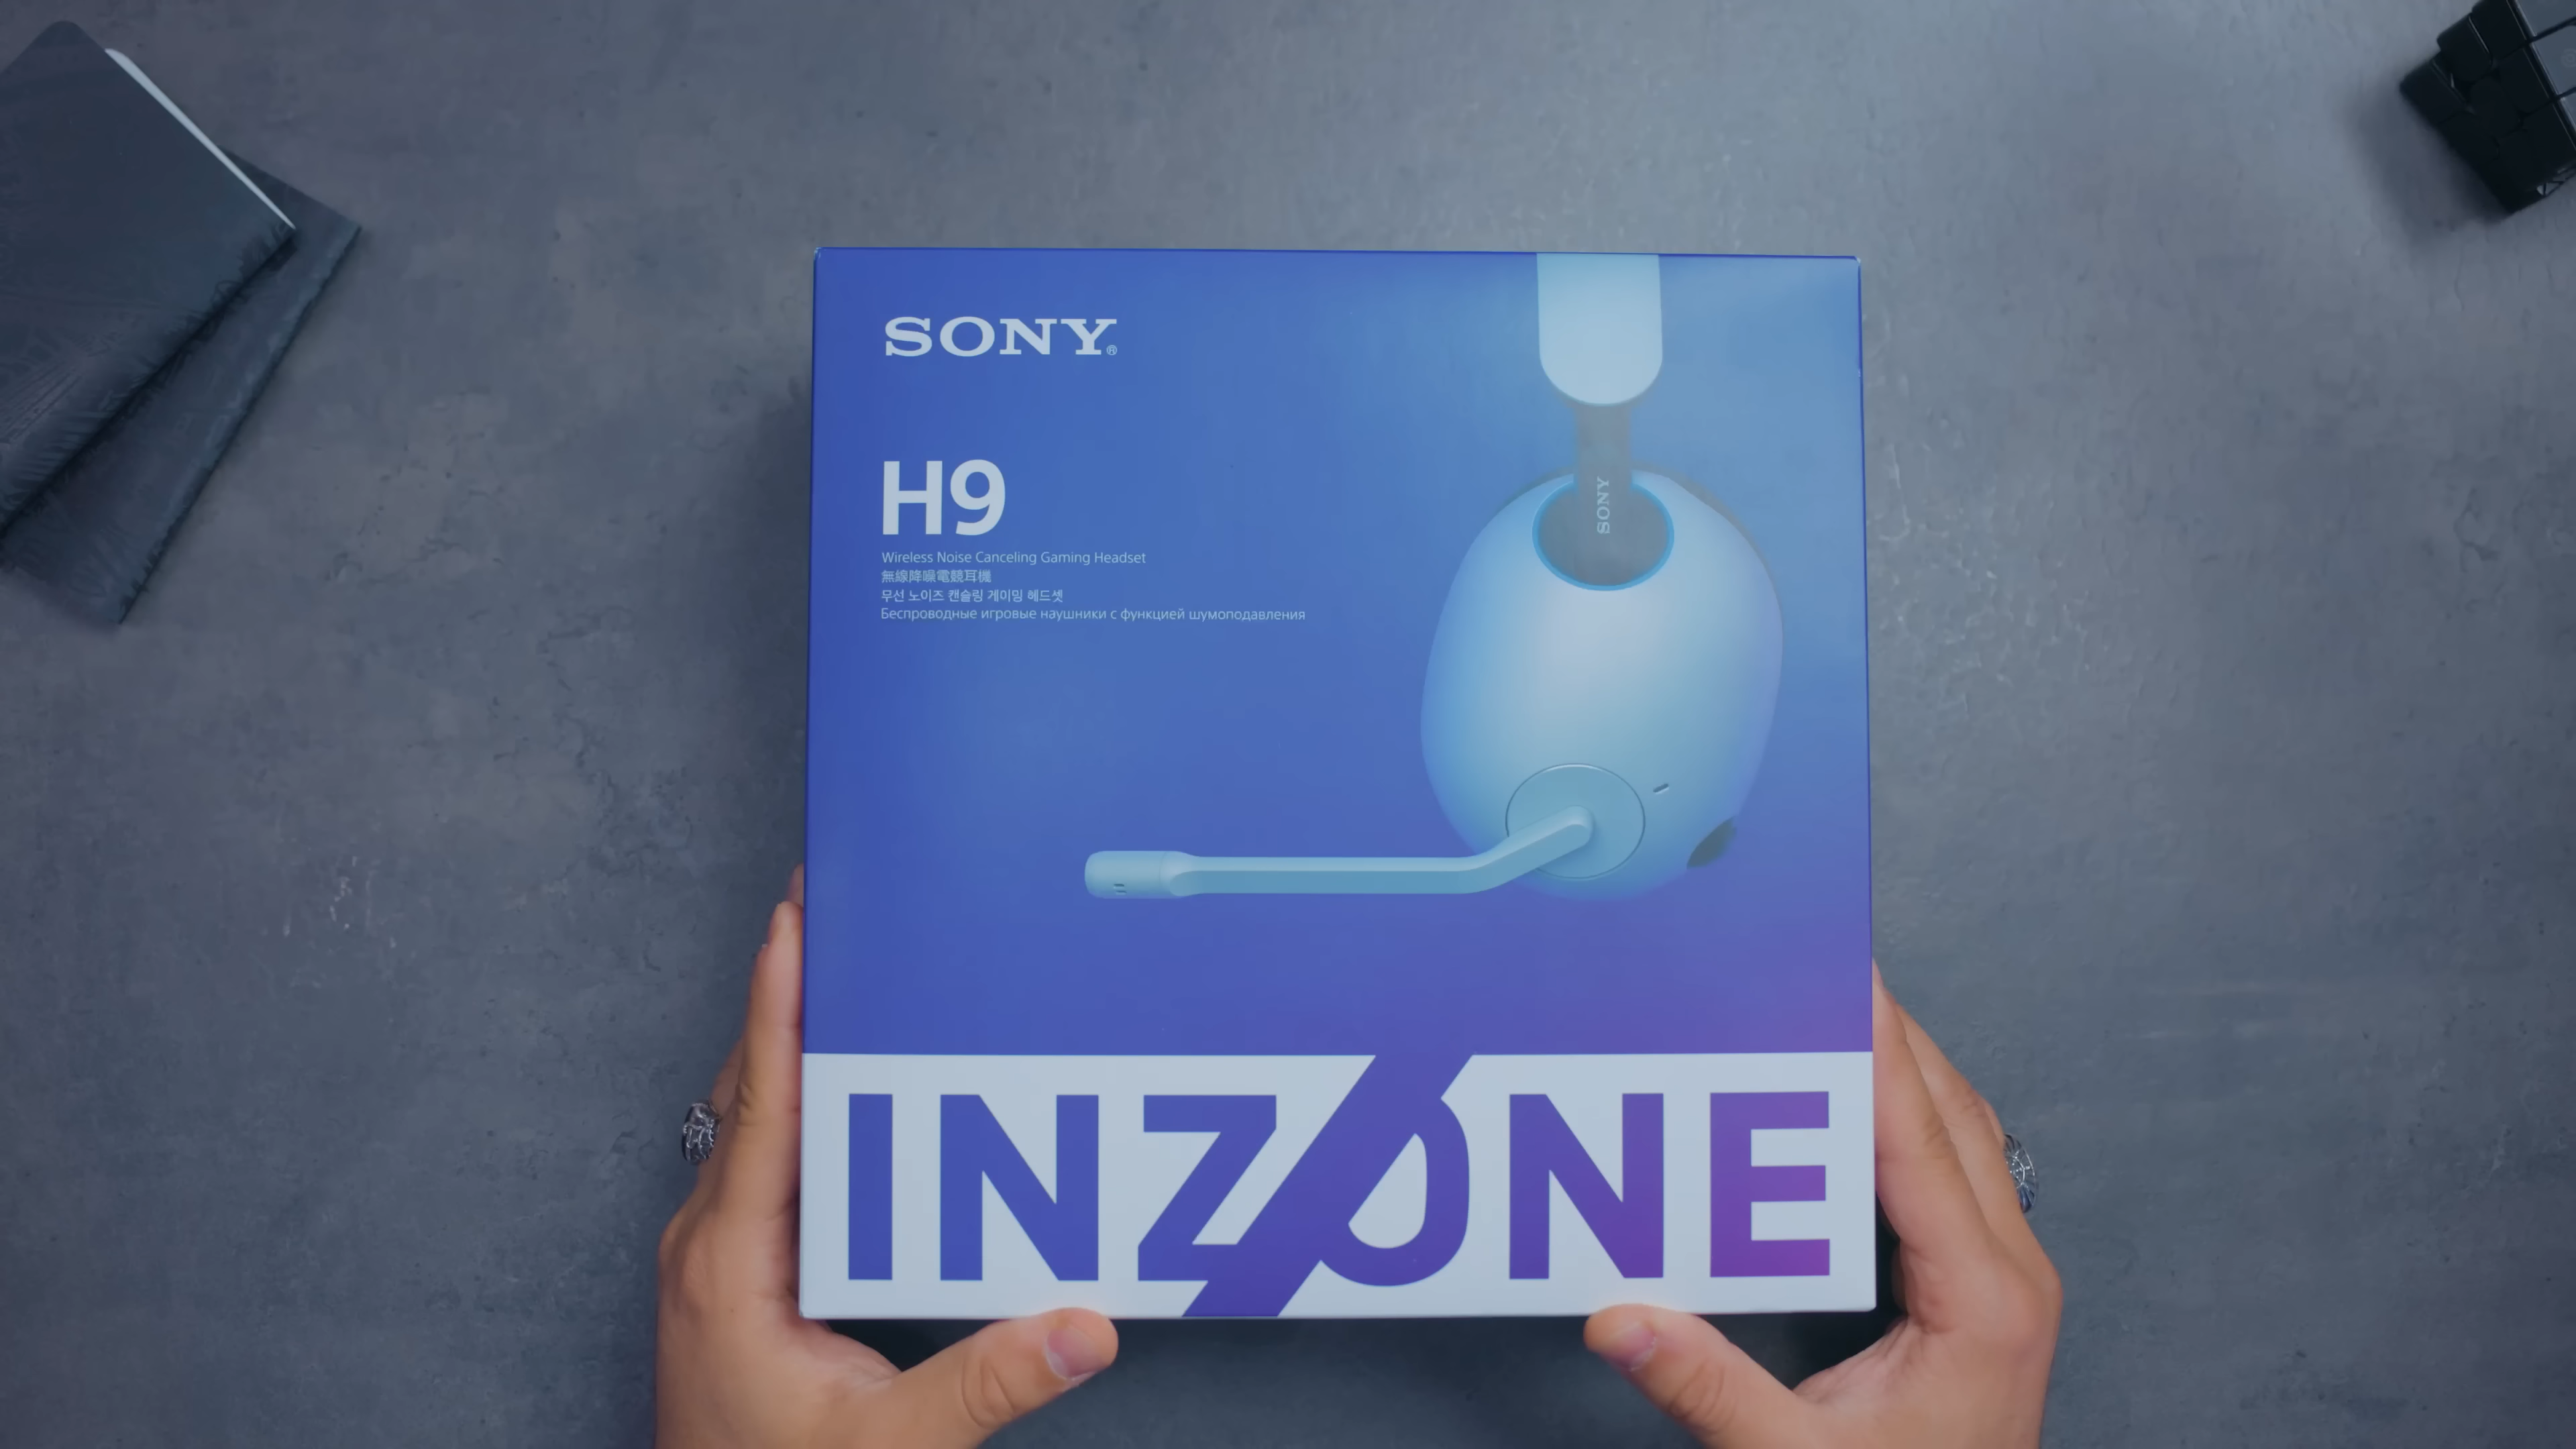 SONY®
H9
Wireless Noise Canceling Gaming Headset
無線降噪電競耳機
무선 노이즈 캔슬링 게이밍 헤드셋
Беспроводные игровые наушники с функцией шумоподавления
SONY
INZONE